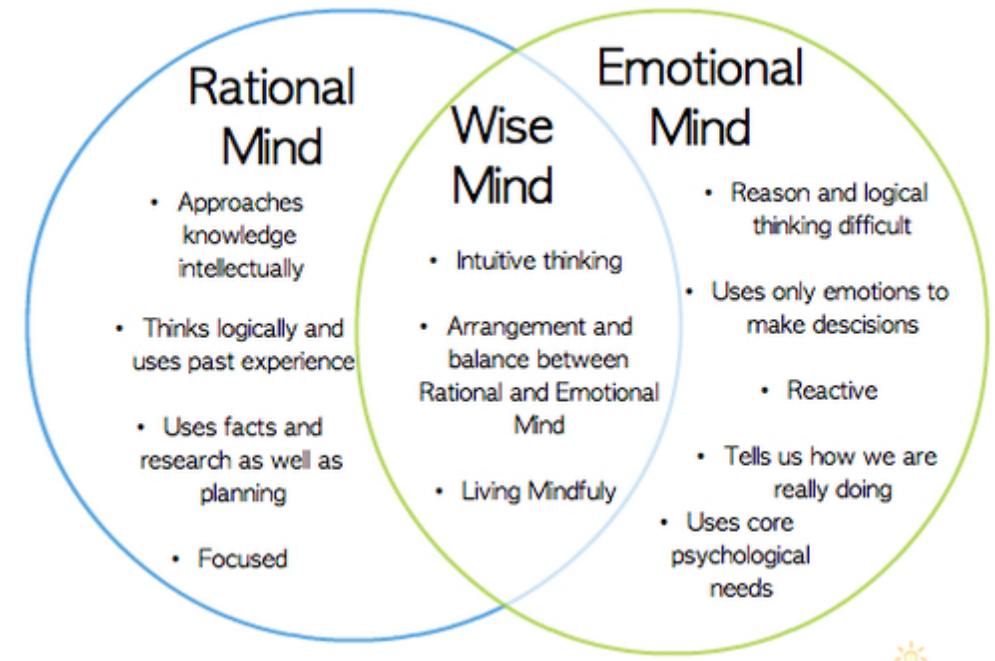 Rational
Mind
• Approaches
knowledge
intellectually
• Thinks logically and
uses past experience
• Uses facts and
research as well as
planning
• Focused
Wise
Mind
• Intuitive thinking
• Arrangement and
balance between
Rational and Emotional
Mind
• Living Mindfuly
Emotional
Mind
• Reason and logical
thinking difficult
• Uses only emotions to
make descisions
• Reactive
• Tells us how we are
really doing
• Uses core
psychological
needs